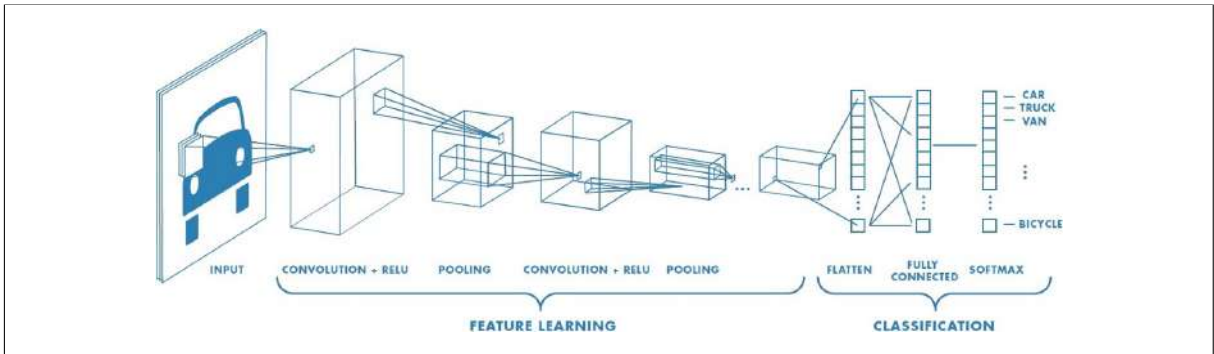 CAR
TRUCK
VAN
BICYCLE
INPUT
CONVOLUTION + RELU
POOLING
CONVOLUTION + RELU
POOLING
FLATTEN
FULLY
CONNECTED
SOFTMAX
FEATURE LEARNING
CLASSIFICATION